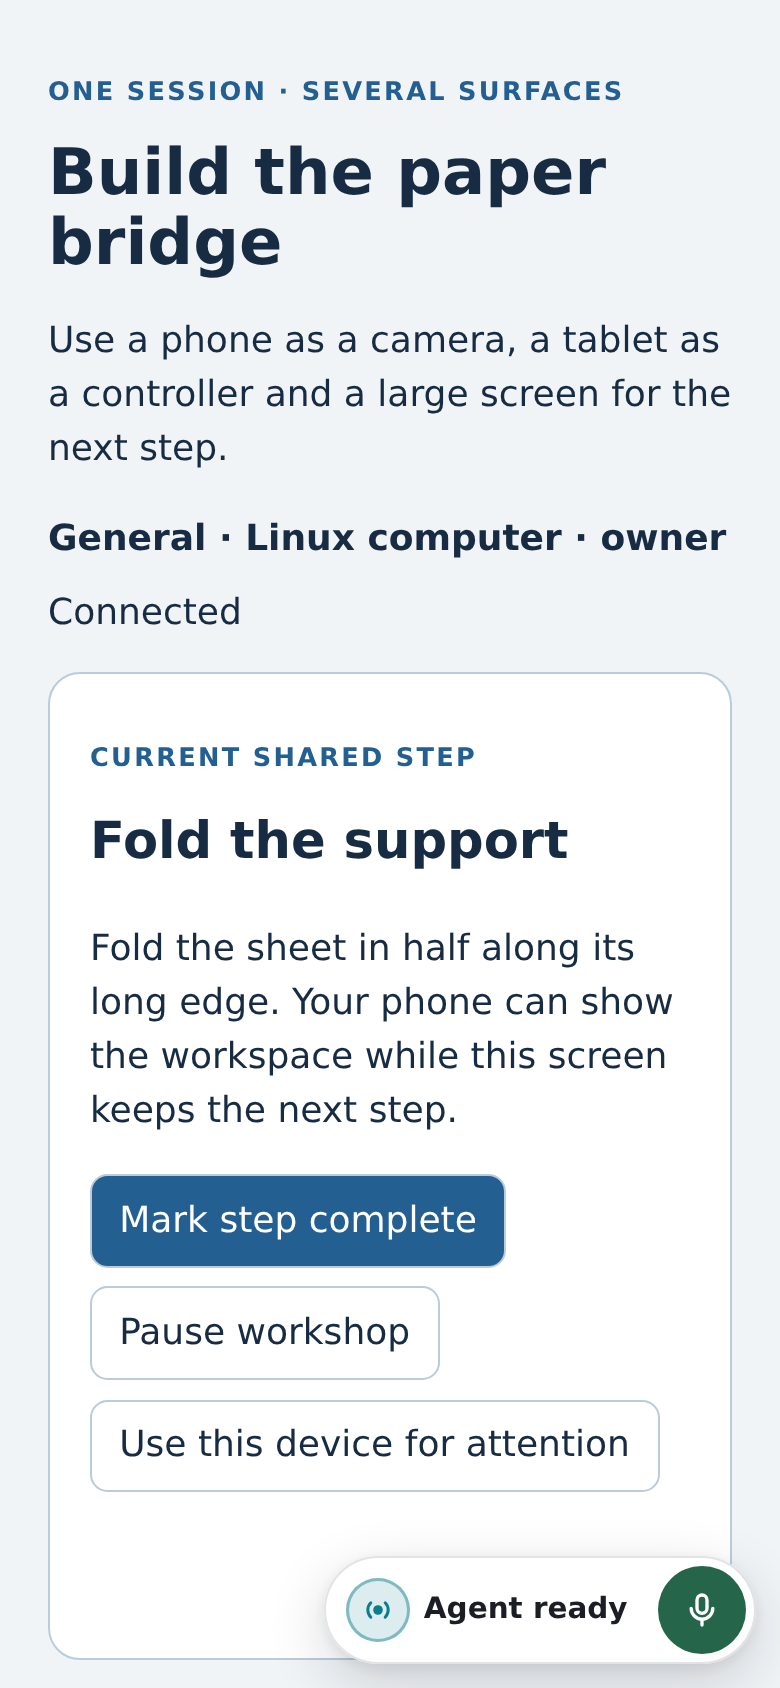 ONE SESSION · SEVERAL SURFACES
Build the paper
bridge
Use a phone as a camera, a tablet as
a controller and a large screen for the
next step.
General · Linux computer · owner
Connected
CURRENT SHARED STEP
Fold the support
Fold the sheet in half along its
long edge. Your phone can show
the workspace while this screen
keeps the next step.
Mark step complete
Pause workshop
Use this device for attention
Agent ready